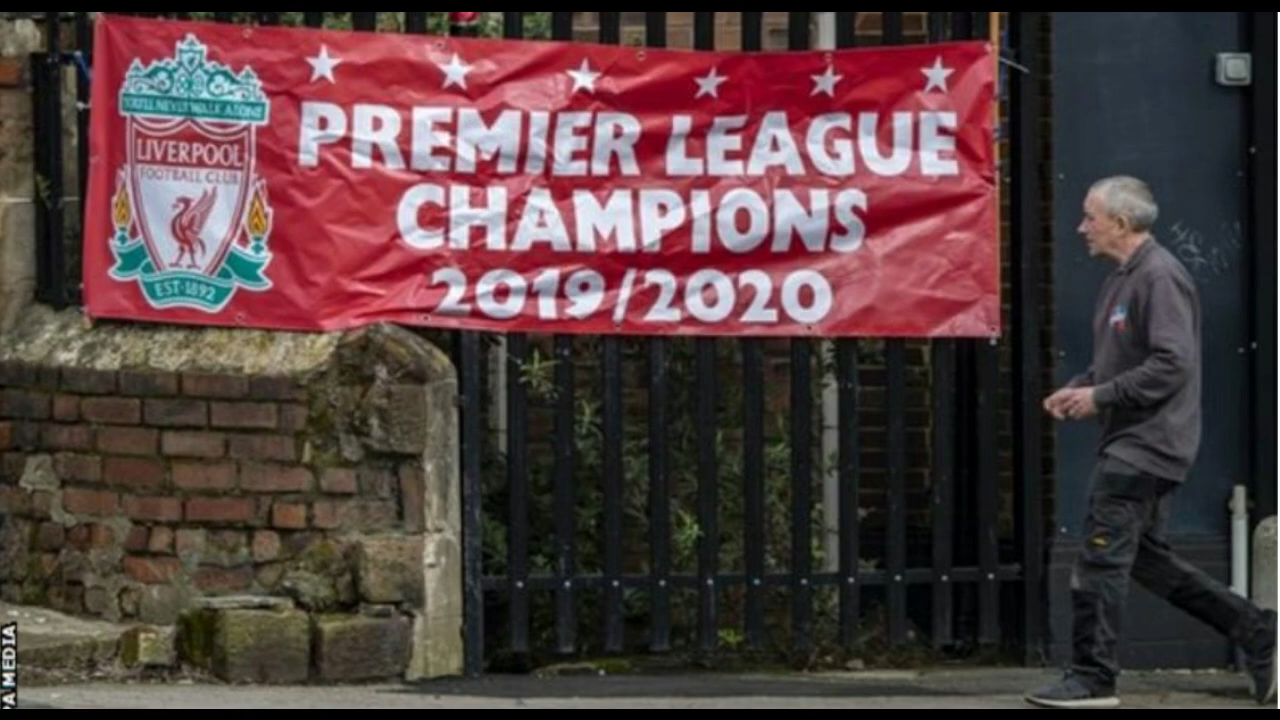 YOU'LL NEVER WALK ALONE
LIVERPOOL
FOOTBALL CLUB
EST·1892
PREMIER LEAGUE
CHAMPIONS
2019/2020
PA MEDIA